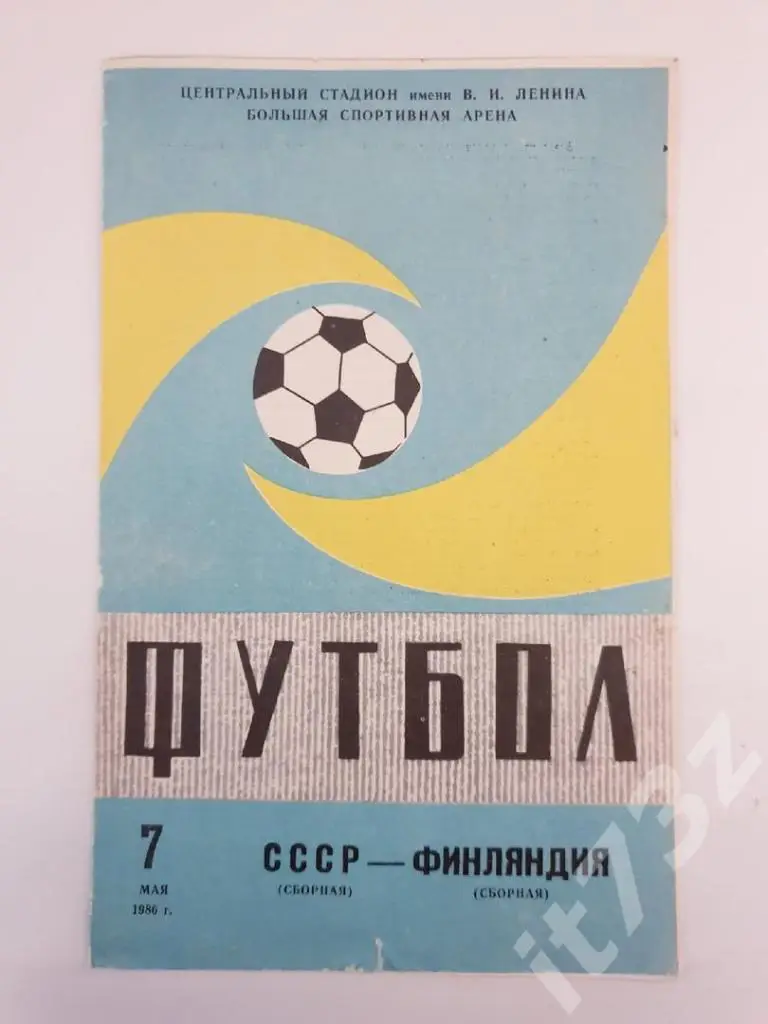 ЦЕНТРАЛЬНЫЙ СТАДИОН имени В. И. ЛЕНИНА
БОЛЬШАЯ СПОРТИВНАЯ АРЕНА
ФУТБОЛ
7
МАЯ
1986 г.
СССР — ФИНЛЯНДИЯ
(СБОРНАЯ) (СБОРНАЯ)
it73z